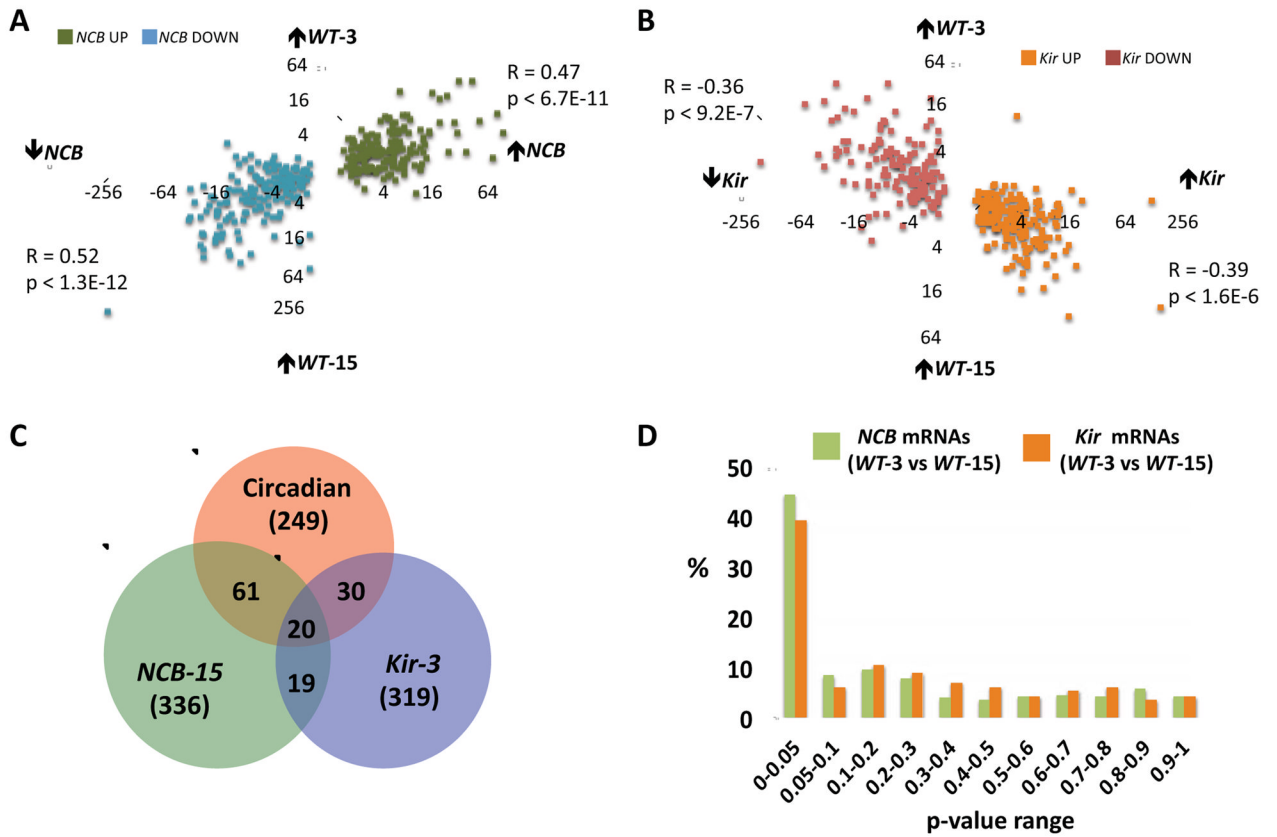 A
NCB UP NCB DOWN
↑WT-3
64
16
4
R = 0.47
p < 6.7E-11
↓NCB
↑NCB
-256 -64 -16 -4 4 16 64
4
16
64
256
R = 0.52
p < 1.3E-12
↑WT-15
B
↑WT-3
Kir UP Kir DOWN
64
16
4
R = -0.36
p < 9.2E-7
↓Kir
↑Kir
-256 -64 -16 -4 4 16 64 256
4
16
64
R = -0.39
p < 1.6E-6
↑WT-15
C
Circadian
(249)
61
30
20
19
NCB-15
(336)
Kir-3
(319)
D
NCB mRNAs
(WT-3 vs WT-15)
Kir mRNAs
(WT-3 vs WT-15)
50
40
30
20
10
0
%
0-0.05
0.05-0.1
0.1-0.2
0.2-0.3
0.3-0.4
0.4-0.5
0.5-0.6
0.6-0.7
0.7-0.8
0.8-0.9
0.9-1
p-value range